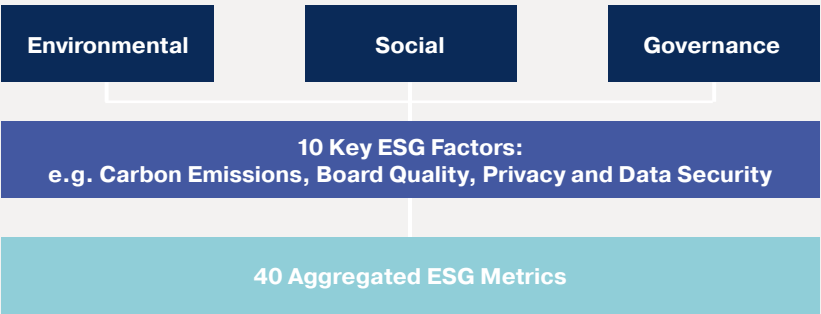 Environmental
Social
Governance
10 Key ESG Factors:
e.g. Carbon Emissions, Board Quality, Privacy and Data Security
40 Aggregated ESG Metrics